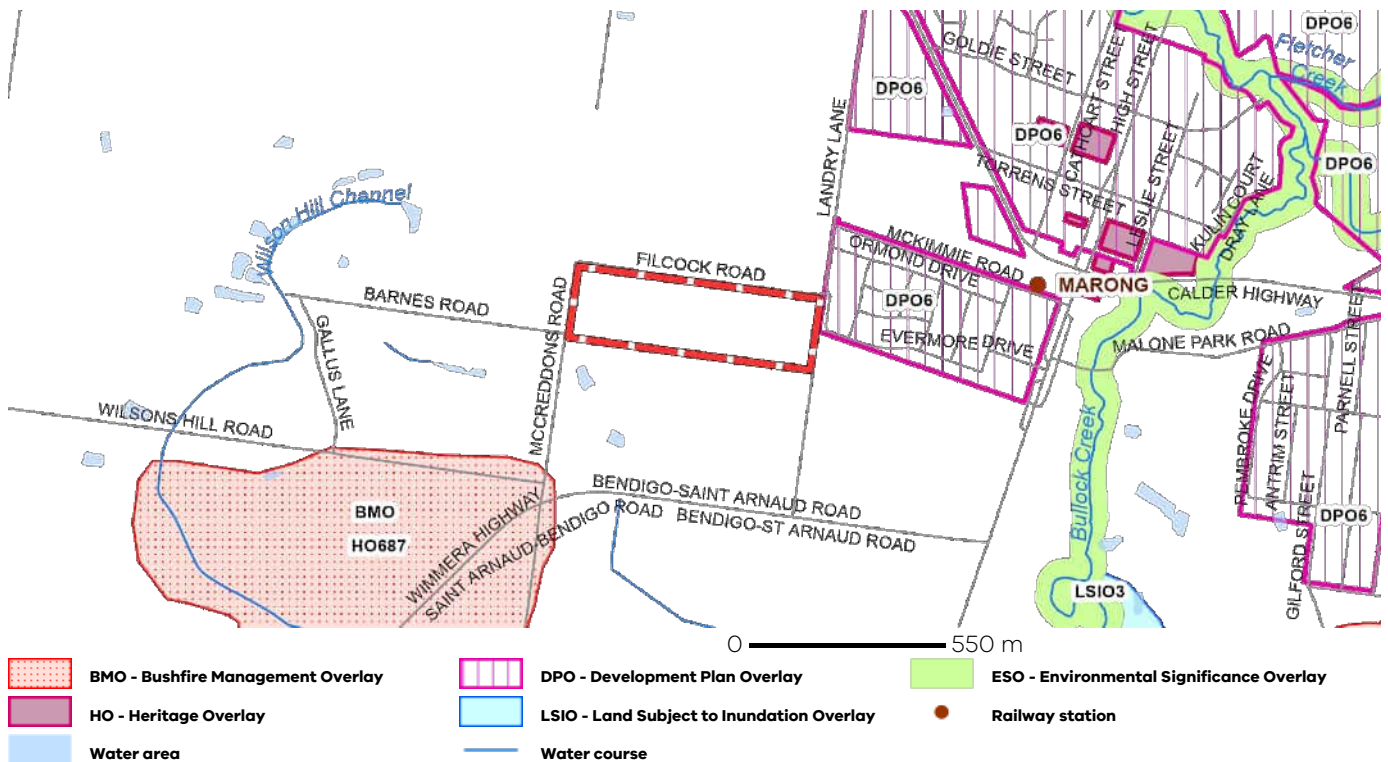 DPO6
Fletcher
Creek
GOLDIE STREET
CATHCART STREET
HIGH STREET
DPO6
LANDRY LANE
DPO6
DPO6
TORRENS STREET
LESLIE STREET
KULIN COURT
DRAY LANE
Wilson Hill Channel
MCKIMMIE ROAD
ORMOND DRIVE
FILCOCK ROAD
MARONG
CALDER HIGHWAY
BARNES ROAD
DPO6
GALLUS LANE
MCCREDDONS ROAD
EVERMORE DRIVE
MALONE PARK ROAD
PARNELL STREET
PEMBROKE DRIVE
ANTRIM STREET
WILSONS HILL ROAD
Bullock Creek
BENDIGO-SAINT ARNAUD ROAD
BENDIGO-ST ARNAUD ROAD
BMO
HO687
WIMMERA HIGHWAY
SAINT ARNAUD-BENDIGO ROAD
DPO6
GILFORD STREET
LSIO3
0 550 m
BMO - Bushfire Management Overlay
DPO - Development Plan Overlay
ESO - Environmental Significance Overlay
HO - Heritage Overlay
LSIO - Land Subject to Inundation Overlay
Railway station
Water area
Water course